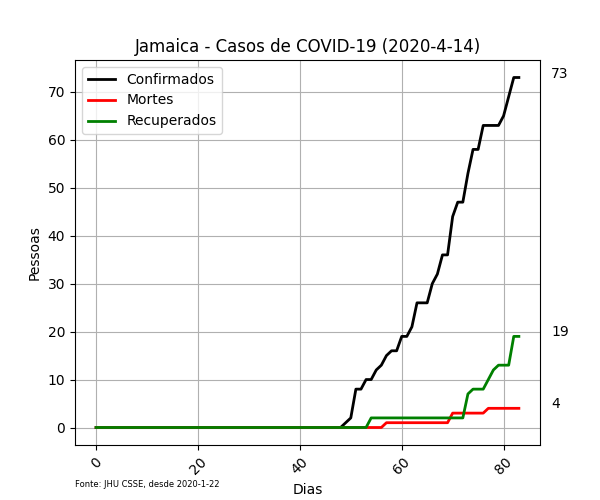 Jamaica - Casos de COVID-19 (2020-4-14)
Confirmados
Mortes
Recuperados
73
19
4
70
60
50
40
30
20
10
0
Pessoas
0 20 40 60 80
Dias
Fonte: JHU CSSE, desde 2020-1-22